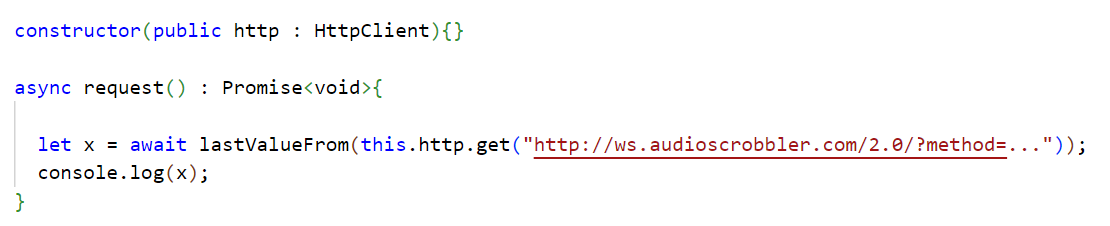 constructor(public http : HttpClient){}
async request() : Promise<void>{
let x = await lastValueFrom(this.http.get("http://ws.audioscrobbler.com/2.0/?method=..."));
console.log(x);
}